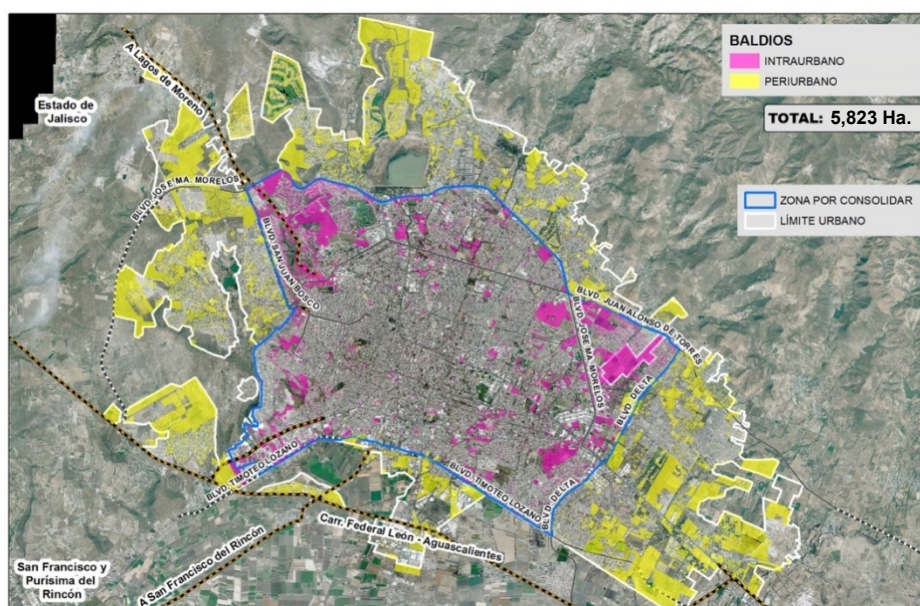 BALDIOS
INTRAURBANO
PERIURBANO
TOTAL: 5,823 Ha.
ZONA POR CONSOLIDAR
LÍMITE URBANO
A Lagos de Moreno
Estado de
Jalisco
BLVD. JOSE MA. MORELOS
BLVD. SAN JUAN BOSCO
BLVD. JUAN ALONSO DE TORRES
BLVD. JOSE MA. MORELOS
BLVD. DELTA
BLVD. TIMOTEO LOZANO
BLVD. TIMOTEO LOZANO
BLVD. DELTA
Carr. Federal León - Aguascalientes
A San Francisco del Rincón
San Francisco y
Purísima del
Rincón